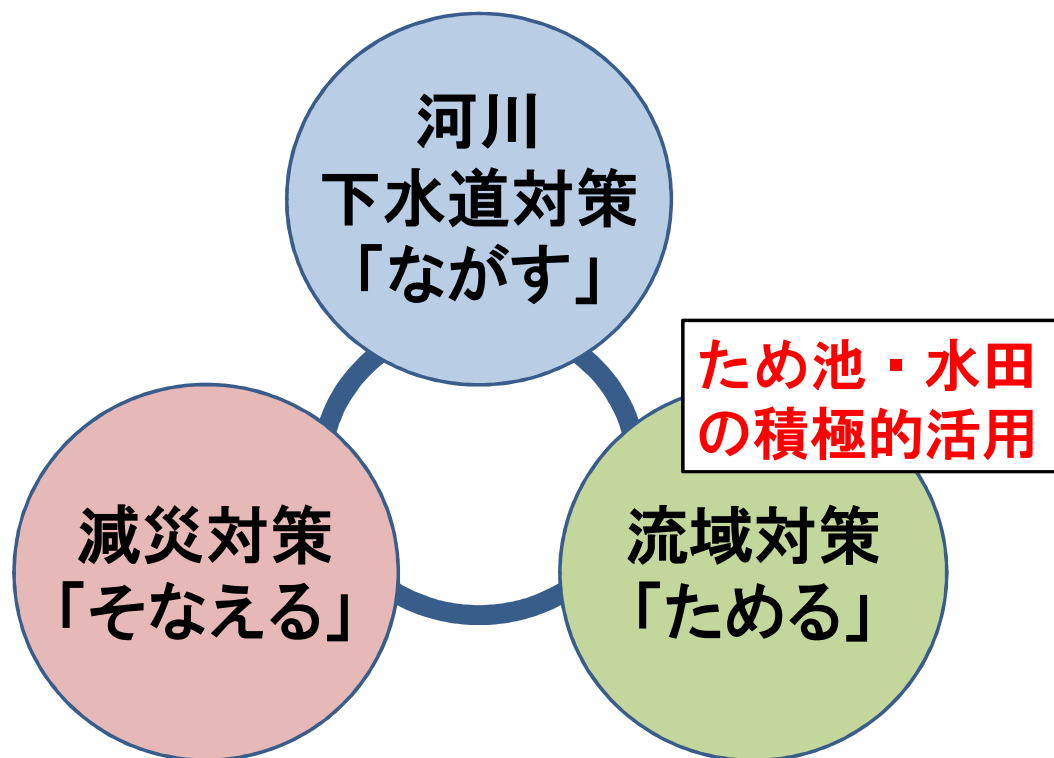 河川
下水道対策
「ながす」
ため池・水田
の積極的活用
減災対策
「そなえる」
流域対策
「ためる」